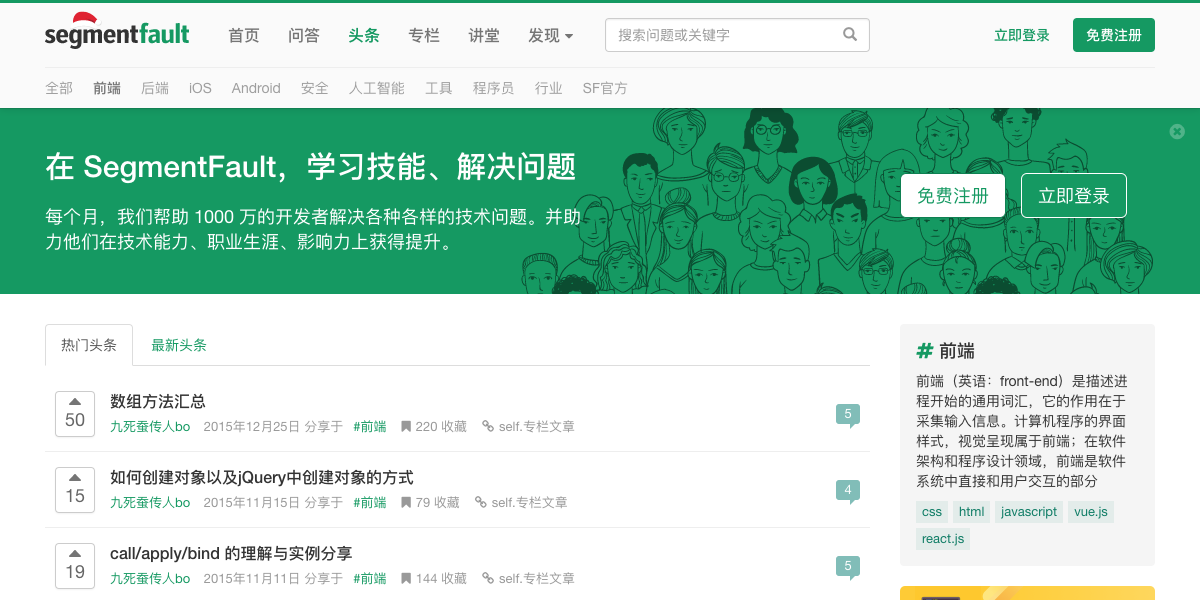 segmentfault 首页 问答 头条 专栏 讲堂 发现 搜索问题或关键字 立即登录 免费注册
全部 前端 后端 iOS Android 安全 人工智能 工具 程序员 行业 SF官方
在 SegmentFault，学习技能、解决问题
每个月，我们帮助 1000 万的开发者解决各种各样的技术问题。并助
力他们在技术能力、职业生涯、影响力上获得提升。
免费注册 立即登录
热门头条 最新头条
50 数组方法汇总 5
九死蚕传人bo 2015年12月25日 分享于 #前端 220 收藏 self.专栏文章
15 如何创建对象以及jQuery中创建对象的方式 4
九死蚕传人bo 2015年11月15日 分享于 #前端 79 收藏 self.专栏文章
19 call/apply/bind 的理解与实例分享 5
九死蚕传人bo 2015年11月11日 分享于 #前端 144 收藏 self.专栏文章
# 前端
前端（英语：front-end）是描述进
程开始的通用词汇，它的作用在于
采集输入信息。计算机程序的界面
样式，视觉呈现属于前端；在软件
架构和程序设计领域，前端是软件
系统中直接和用户交互的部分
css html javascript vue.js
react.js